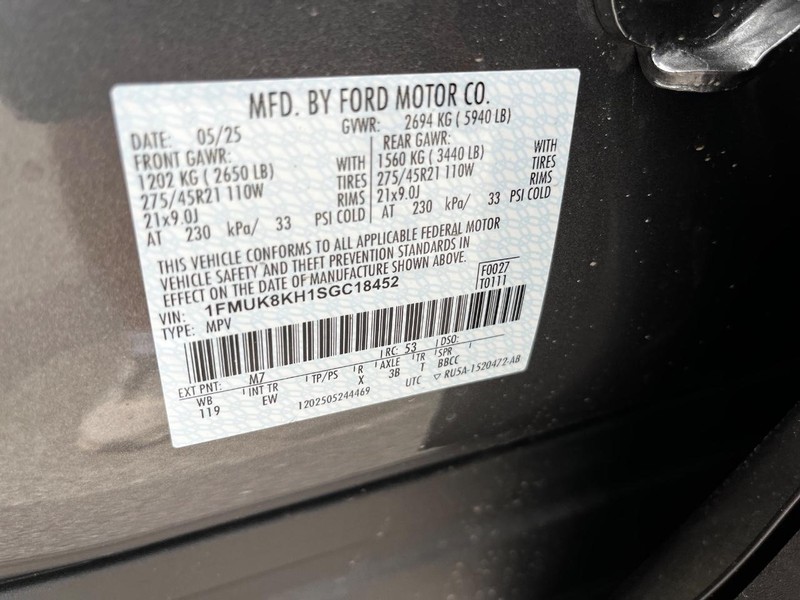 MFD. BY FORD MOTOR CO.
DATE: 05/25 GVWR: 2694 KG ( 5940 LB)
FRONT GAWR: REAR GAWR:
1202 KG ( 2650 LB) WITH 1560 KG ( 3440 LB) WITH
275/45R21 110W TIRES 275/45R21 110W TIRES
21x9.0J RIMS 21x9.0J RIMS
AT 230 kPa/ 33 PSI COLD AT 230 kPa/ 33 PSI COLD
THIS VEHICLE CONFORMS TO ALL APPLICABLE FEDERAL MOTOR
VEHICLE SAFETY AND THEFT PREVENTION STANDARDS IN
EFFECT ON THE DATE OF MANUFACTURE SHOWN ABOVE.
VIN: 1FMUK8KH1SGC18452 F0027
TYPE: MPV T0111
EXT PNT: M7 RC: 53 DSO:
WB INT TR TP/PS R AXLE TR SPR
119 EW X 3B T BBCC
1202505244469 UTC ▽ RU5A-1520472-AB